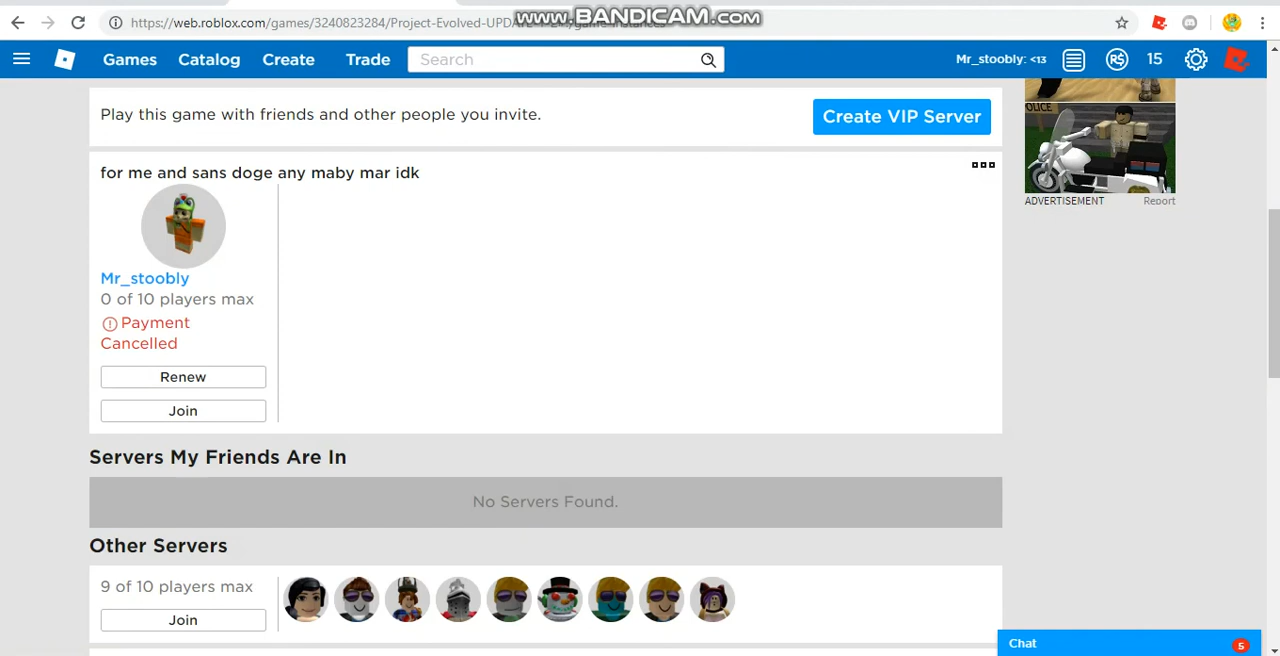 www.BANDICAM.com
https://web.roblox.com/games/3240823284/Project-Evolved-UPDATE
Games Catalog Create Trade Search Mr_stoobly: <13 R$ 15
Play this game with friends and other people you invite.
Create VIP Server
POLICE
for me and sans doge any maby mar idk
ADVERTISEMENT Report
Mr_stoobly
0 of 10 players max
Payment
Cancelled
Renew
Join
Servers My Friends Are In
No Servers Found.
Other Servers
9 of 10 players max
Join
Chat 5